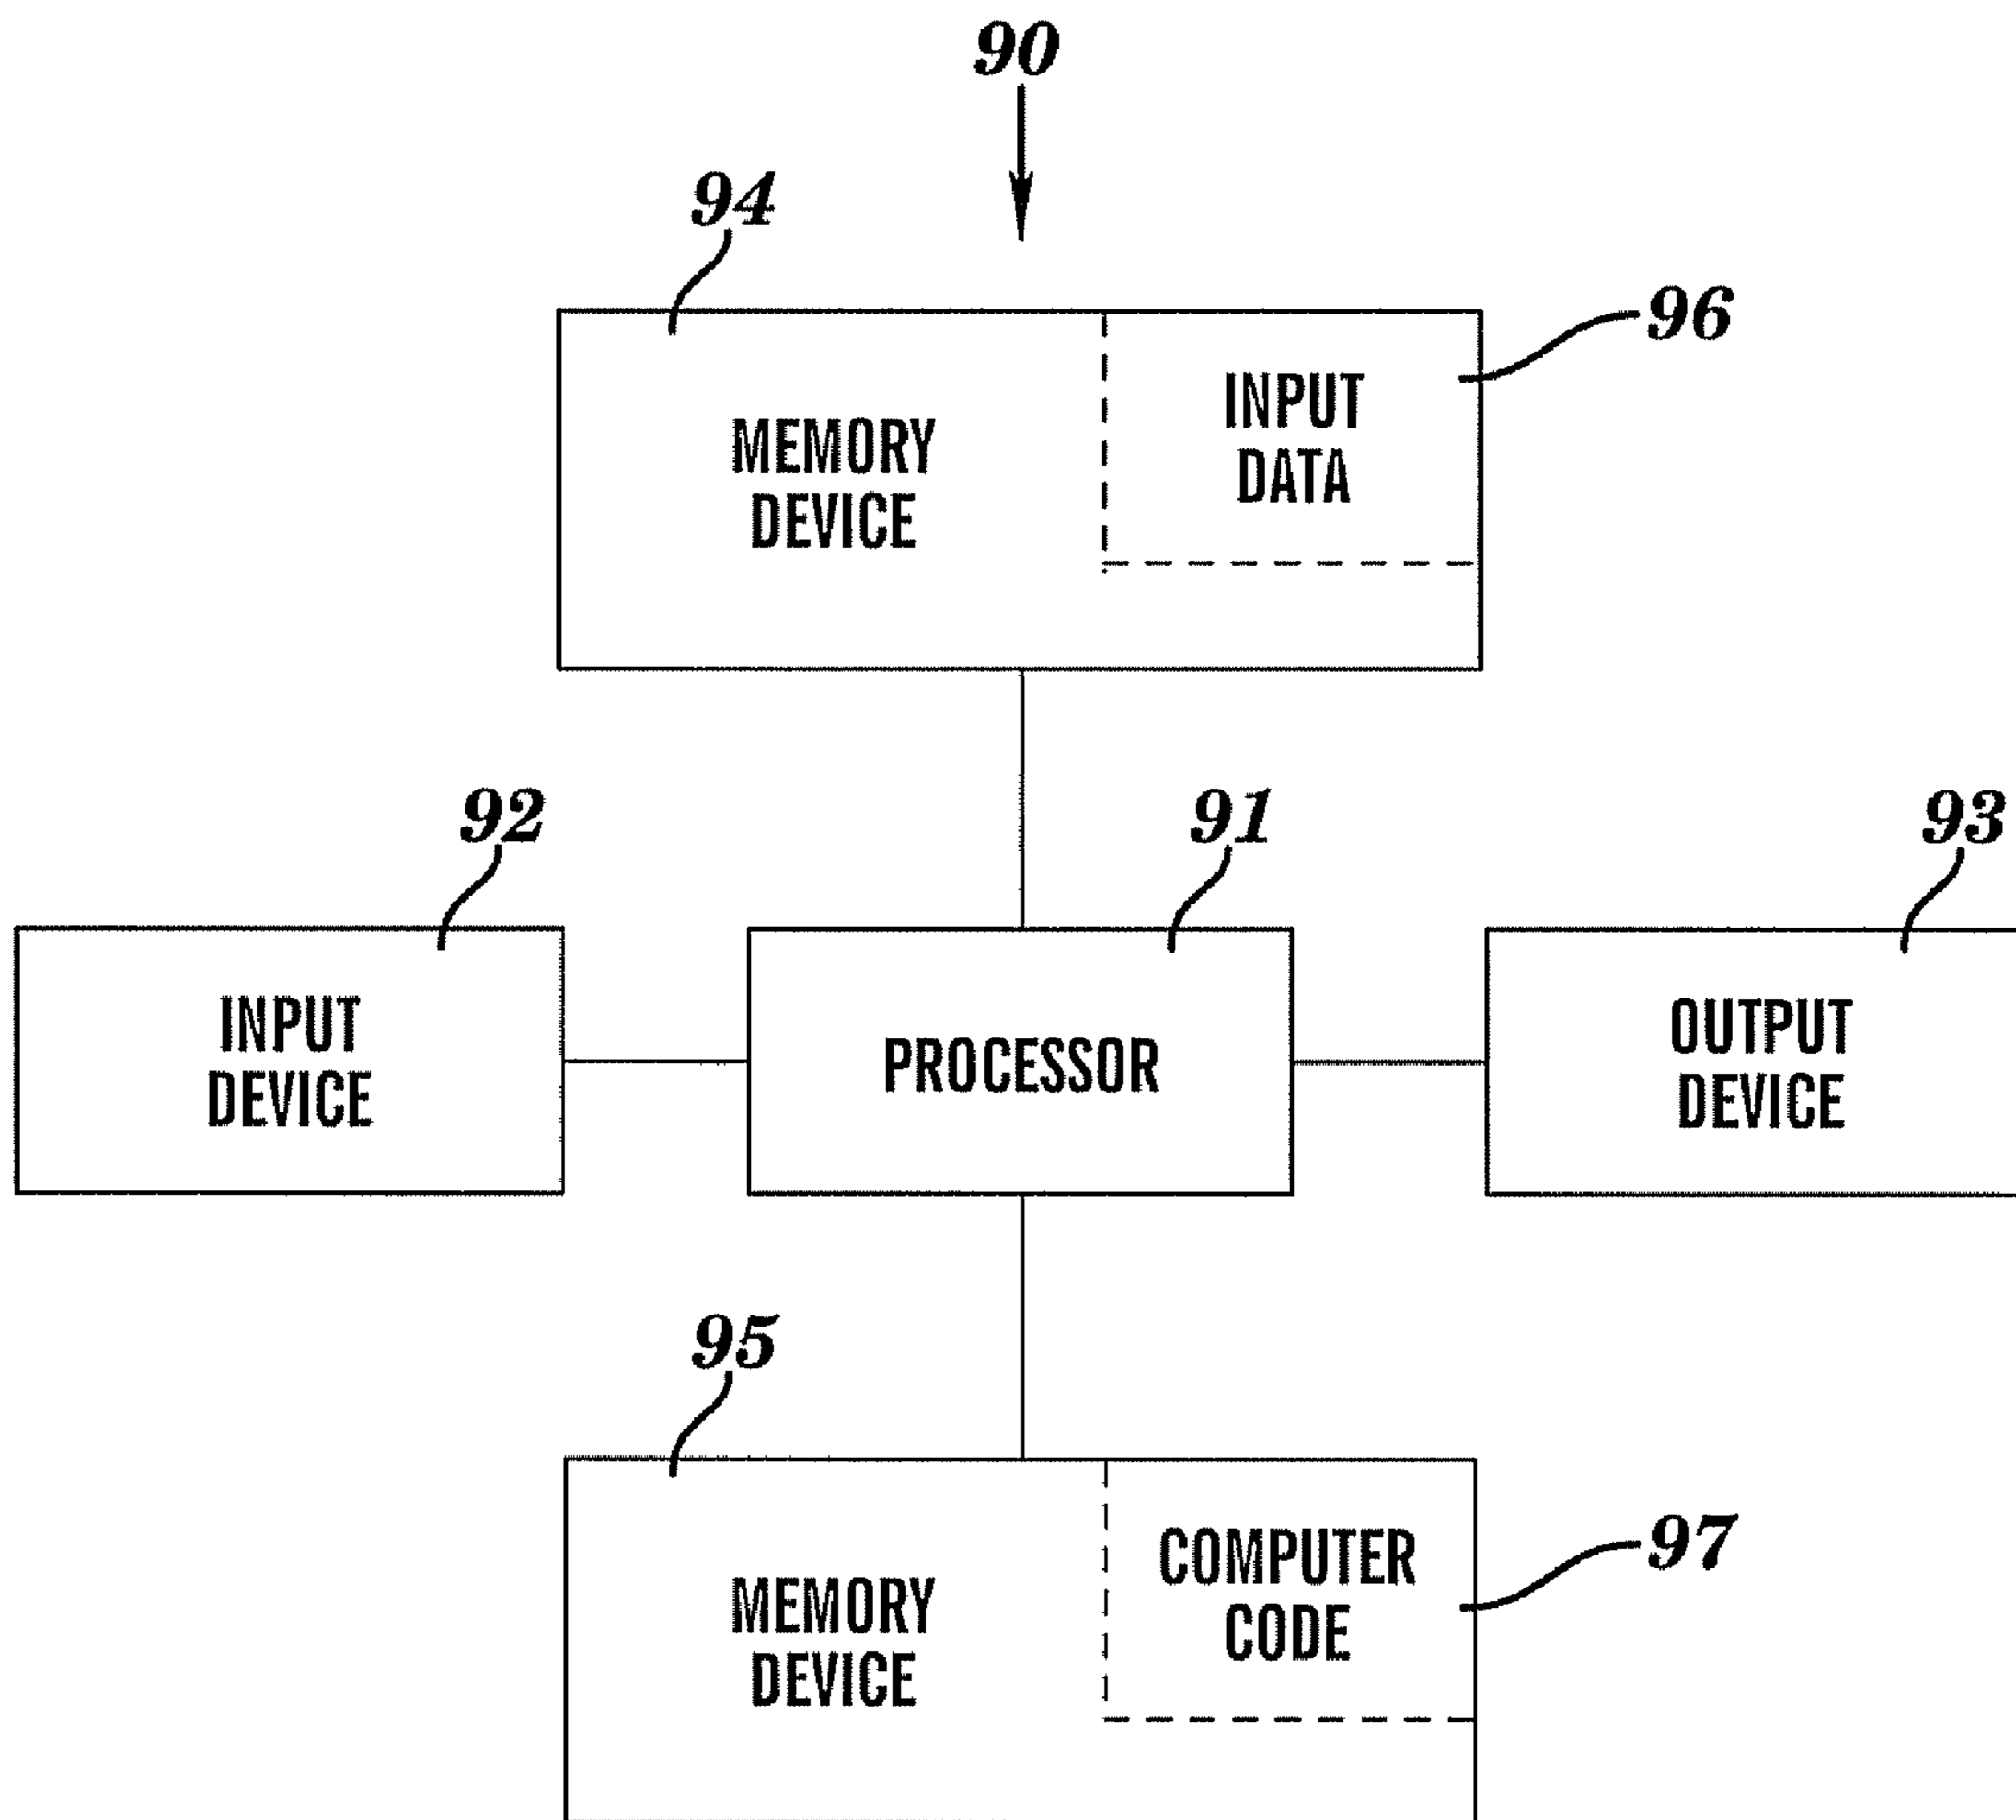 90
94
96
MEMORY
DEVICE
INPUT
DATA
92
91
93
INPUT
DEVICE
PROCESSOR
OUTPUT
DEVICE
95
97
MEMORY
DEVICE
COMPUTER
CODE